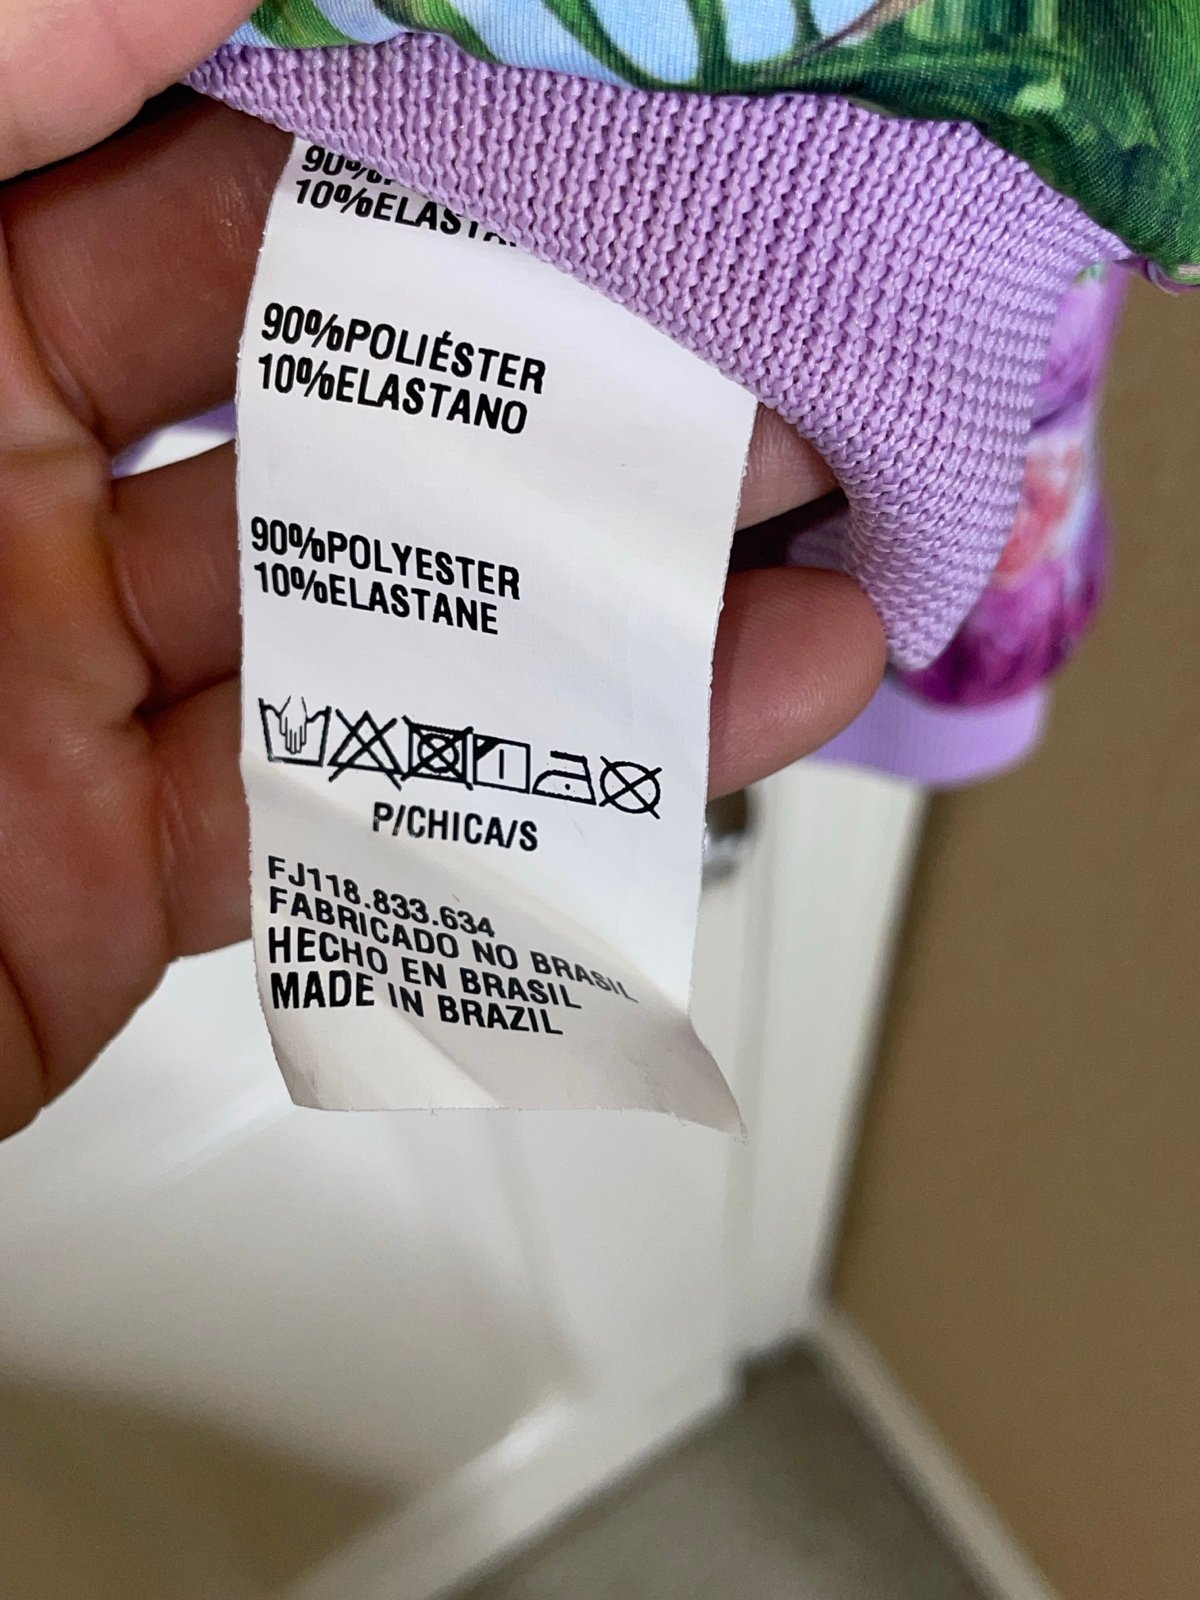 90%
10%ELASTA
90%POLIÉSTER
10%ELASTANO
90%POLYESTER
10%ELASTANE
P/CHICA/S
FJ118.833.634
FABRICADO NO BRASIL
HECHO EN BRASIL
MADE IN BRAZIL